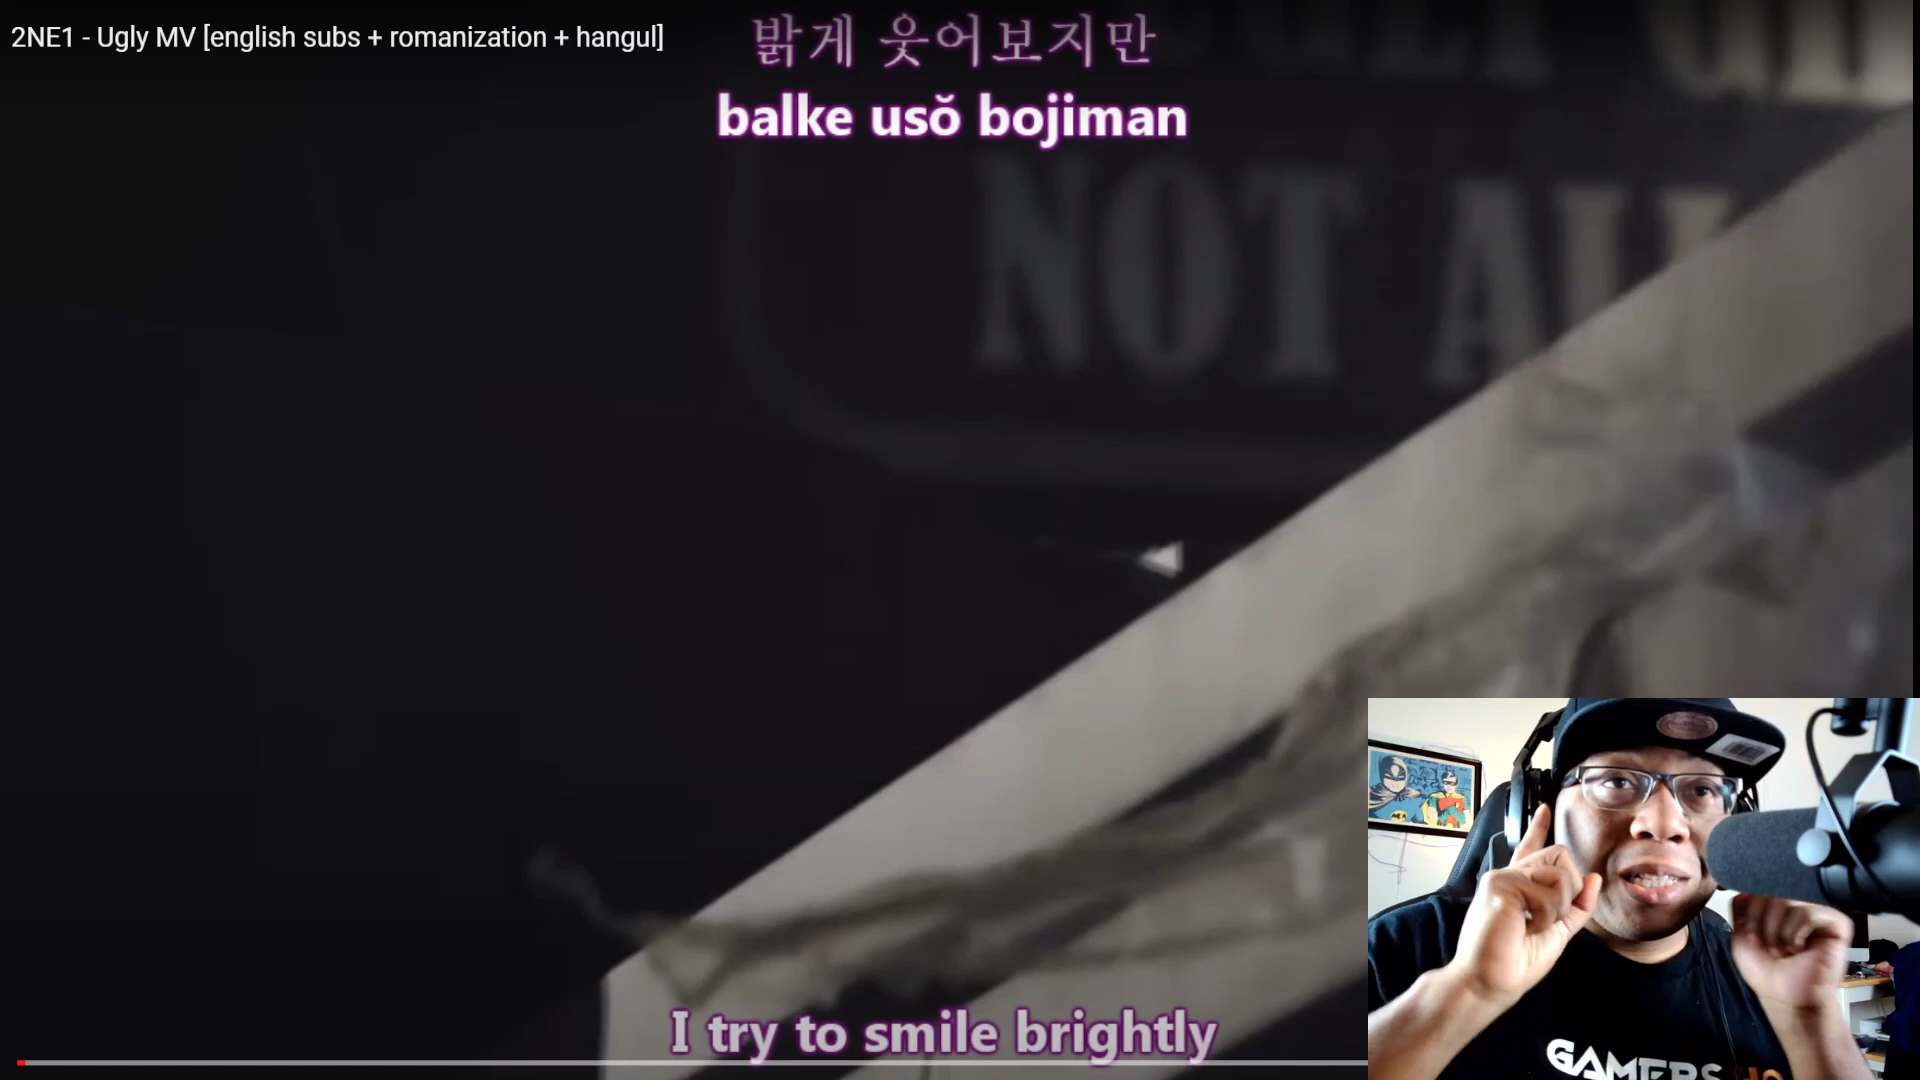 2NE1 - Ugly MV [english subs + romanization + hangul]
밝게 웃어보지만
balke usŏ bojiman
NOT
I try to smile brightly
GAMERS